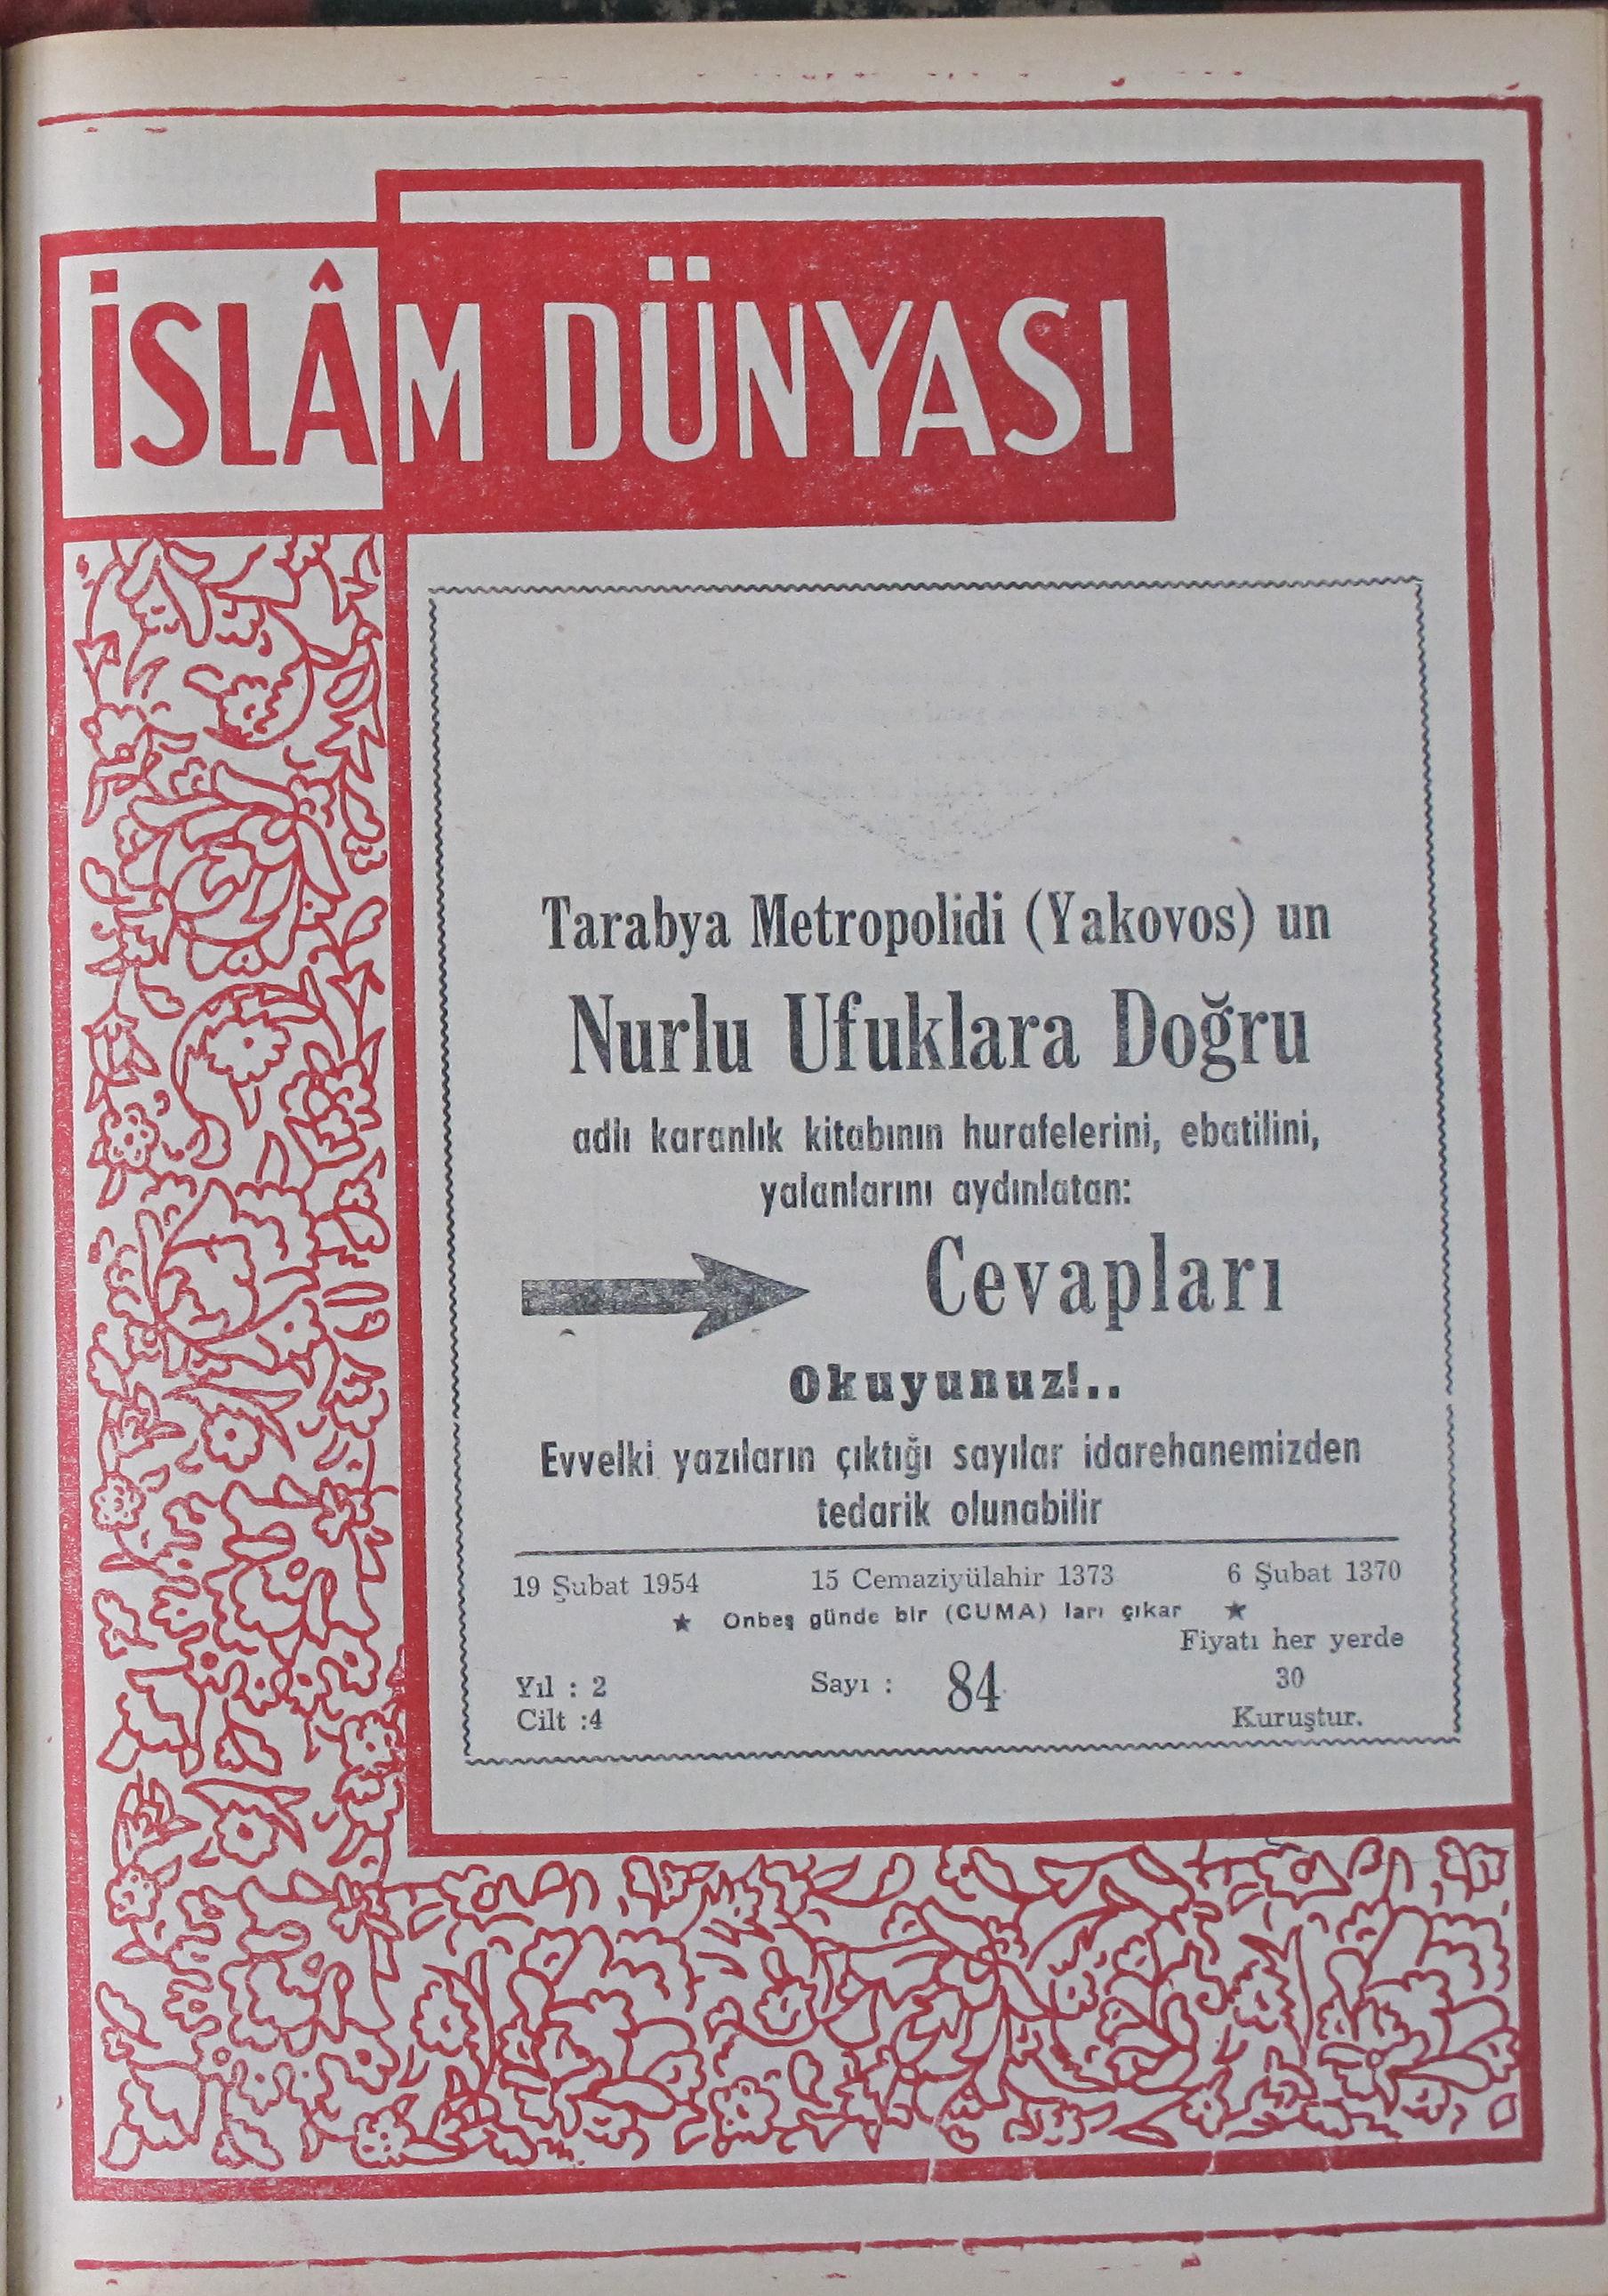 İSLÂM DÜNYASI
Tarabya Metropolidi (Yakovos) un
Nurlu Ufuklara Doğru
adlı karanlık kitabının hurafelerini, ebatilini,
yalanlarını aydınlatan:
Cevapları
Okuyunuz!..
Evvelki yazıların çıktığı sayılar idarehanemizden
tedarik olunabilir
19 Şubat 1954 15 Cemaziyülahir 1373 6 Şubat 1370
★ Onbeş günde bir (CUMA) ları çıkar ★
Fiyatı her yerde
Yıl : 2 Sayı : 84 30
Cilt :4 Kuruştur.